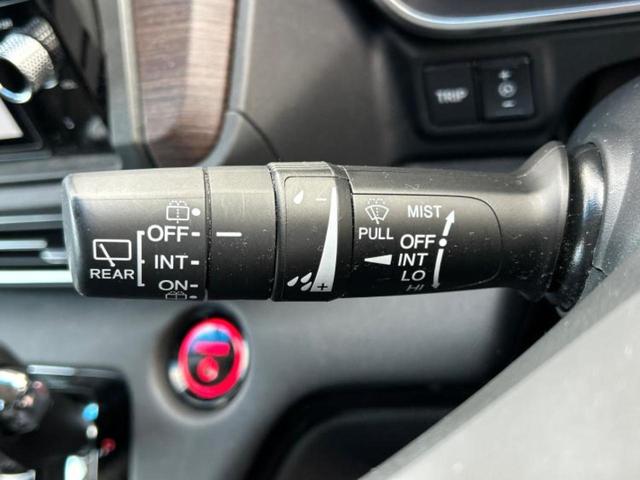 TRIP
+
-
OFF
INT
ON
REAR
-
+
PULL
MIST
OFF
INT
LO
HI